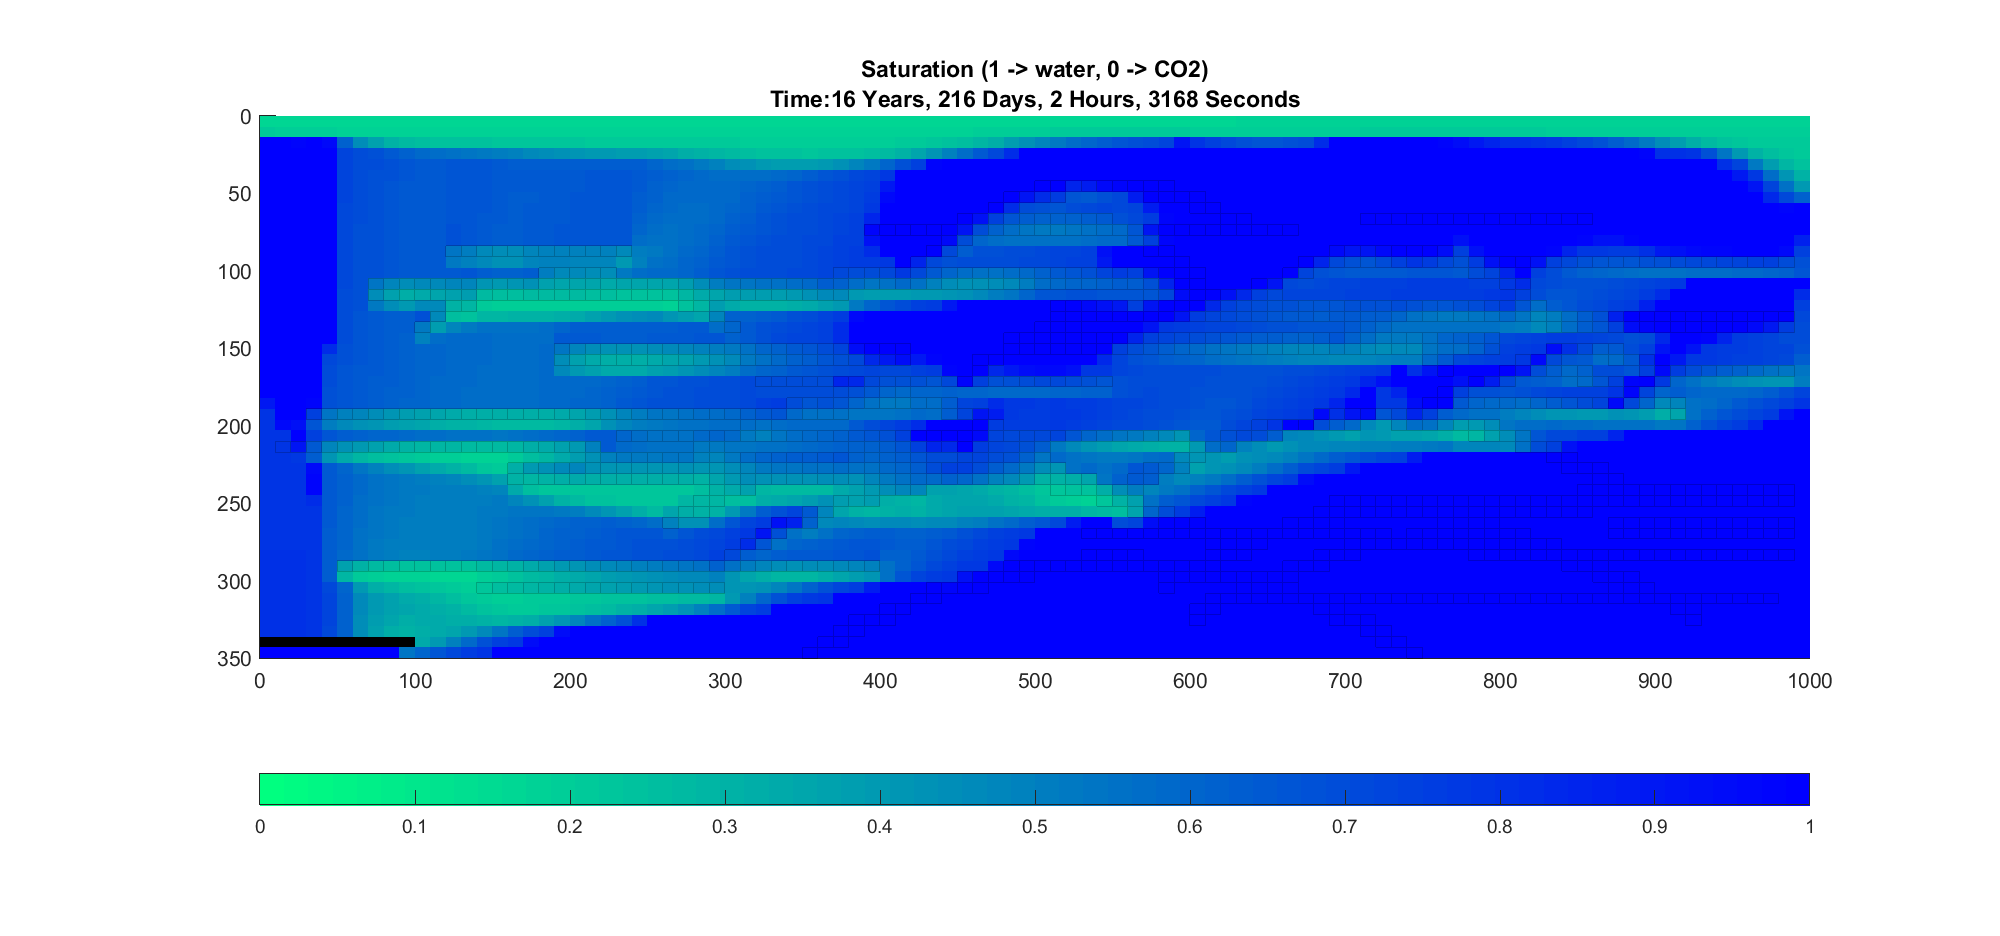 Saturation (1 -> water, 0 -> CO2)
Time:16 Years, 216 Days, 2 Hours, 3168 Seconds
0
50
100
150
200
250
300
350
0 100 200 300 400 500 600 700 800 900 1000
0 0.1 0.2 0.3 0.4 0.5 0.6 0.7 0.8 0.9 1